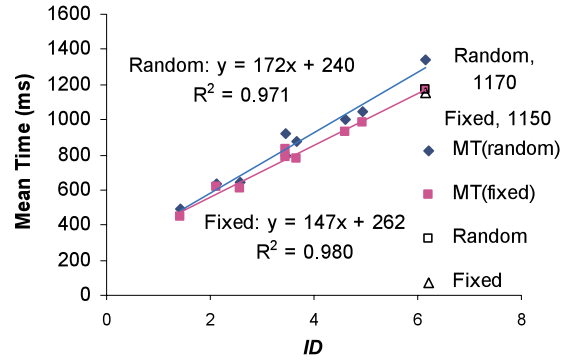 1600
1400
1200
1000
800
600
400
200
0
Mean Time (ms)
Random: y = 172x + 240
R² = 0.971
Fixed: y = 147x + 262
R² = 0.980
Random,
1170
Fixed, 1150
MT(random)
MT(fixed)
Random
Fixed
0 2 4 6 8
ID